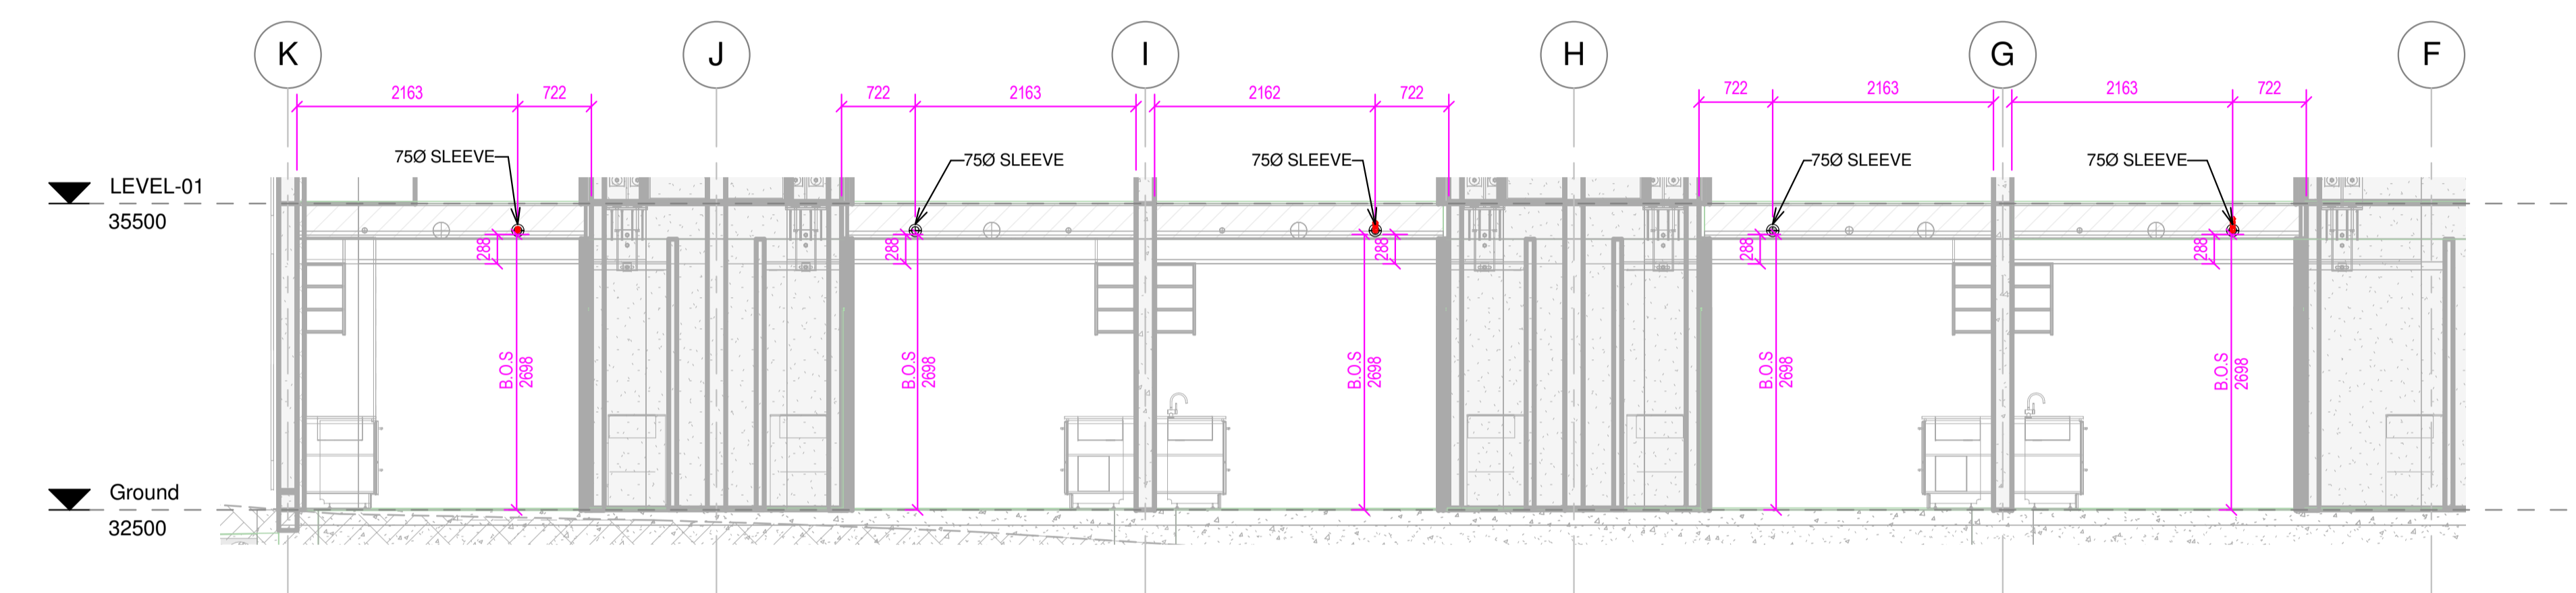 K J I H G F
2163 722 722 2163 2162 722 722 2163 2163 722
75Ø SLEEVE 75Ø SLEEVE 75Ø SLEEVE 75Ø SLEEVE 75Ø SLEEVE
LEVEL-01
35500
288 288 288 288 288
B.O.S B.O.S B.O.S B.O.S B.O.S
2698 2698 2698 2698 2698
Ground
32500